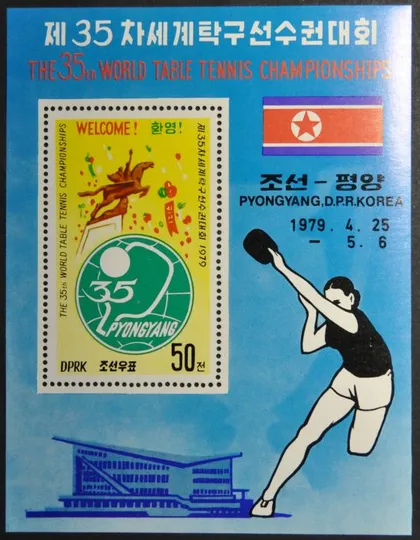 제35차세계탁구선수권대회
THE 35th WORLD TABLE TENNIS CHAMPIONSHIPS
THE 35th WORLD TABLE TENNIS CHAMPIONSHIPS
WELCOME! 환영!
제35차세계탁구선수권대회 1979
35
PYONGYANG
DPRK 조선우표 50전
조선-평양
PYONGYANG, D.P.R.KOREA
1979. 4. 25
- 5. 6